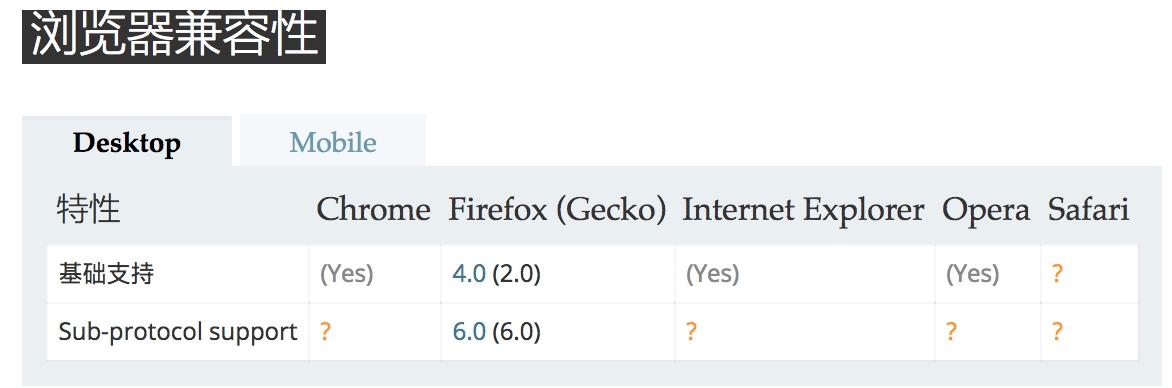 浏览器兼容性
Desktop Mobile
特性 Chrome Firefox (Gecko) Internet Explorer Opera Safari
基础支持 (Yes) 4.0 (2.0) (Yes) (Yes) ?
Sub-protocol support ? 6.0 (6.0) ? ? ?